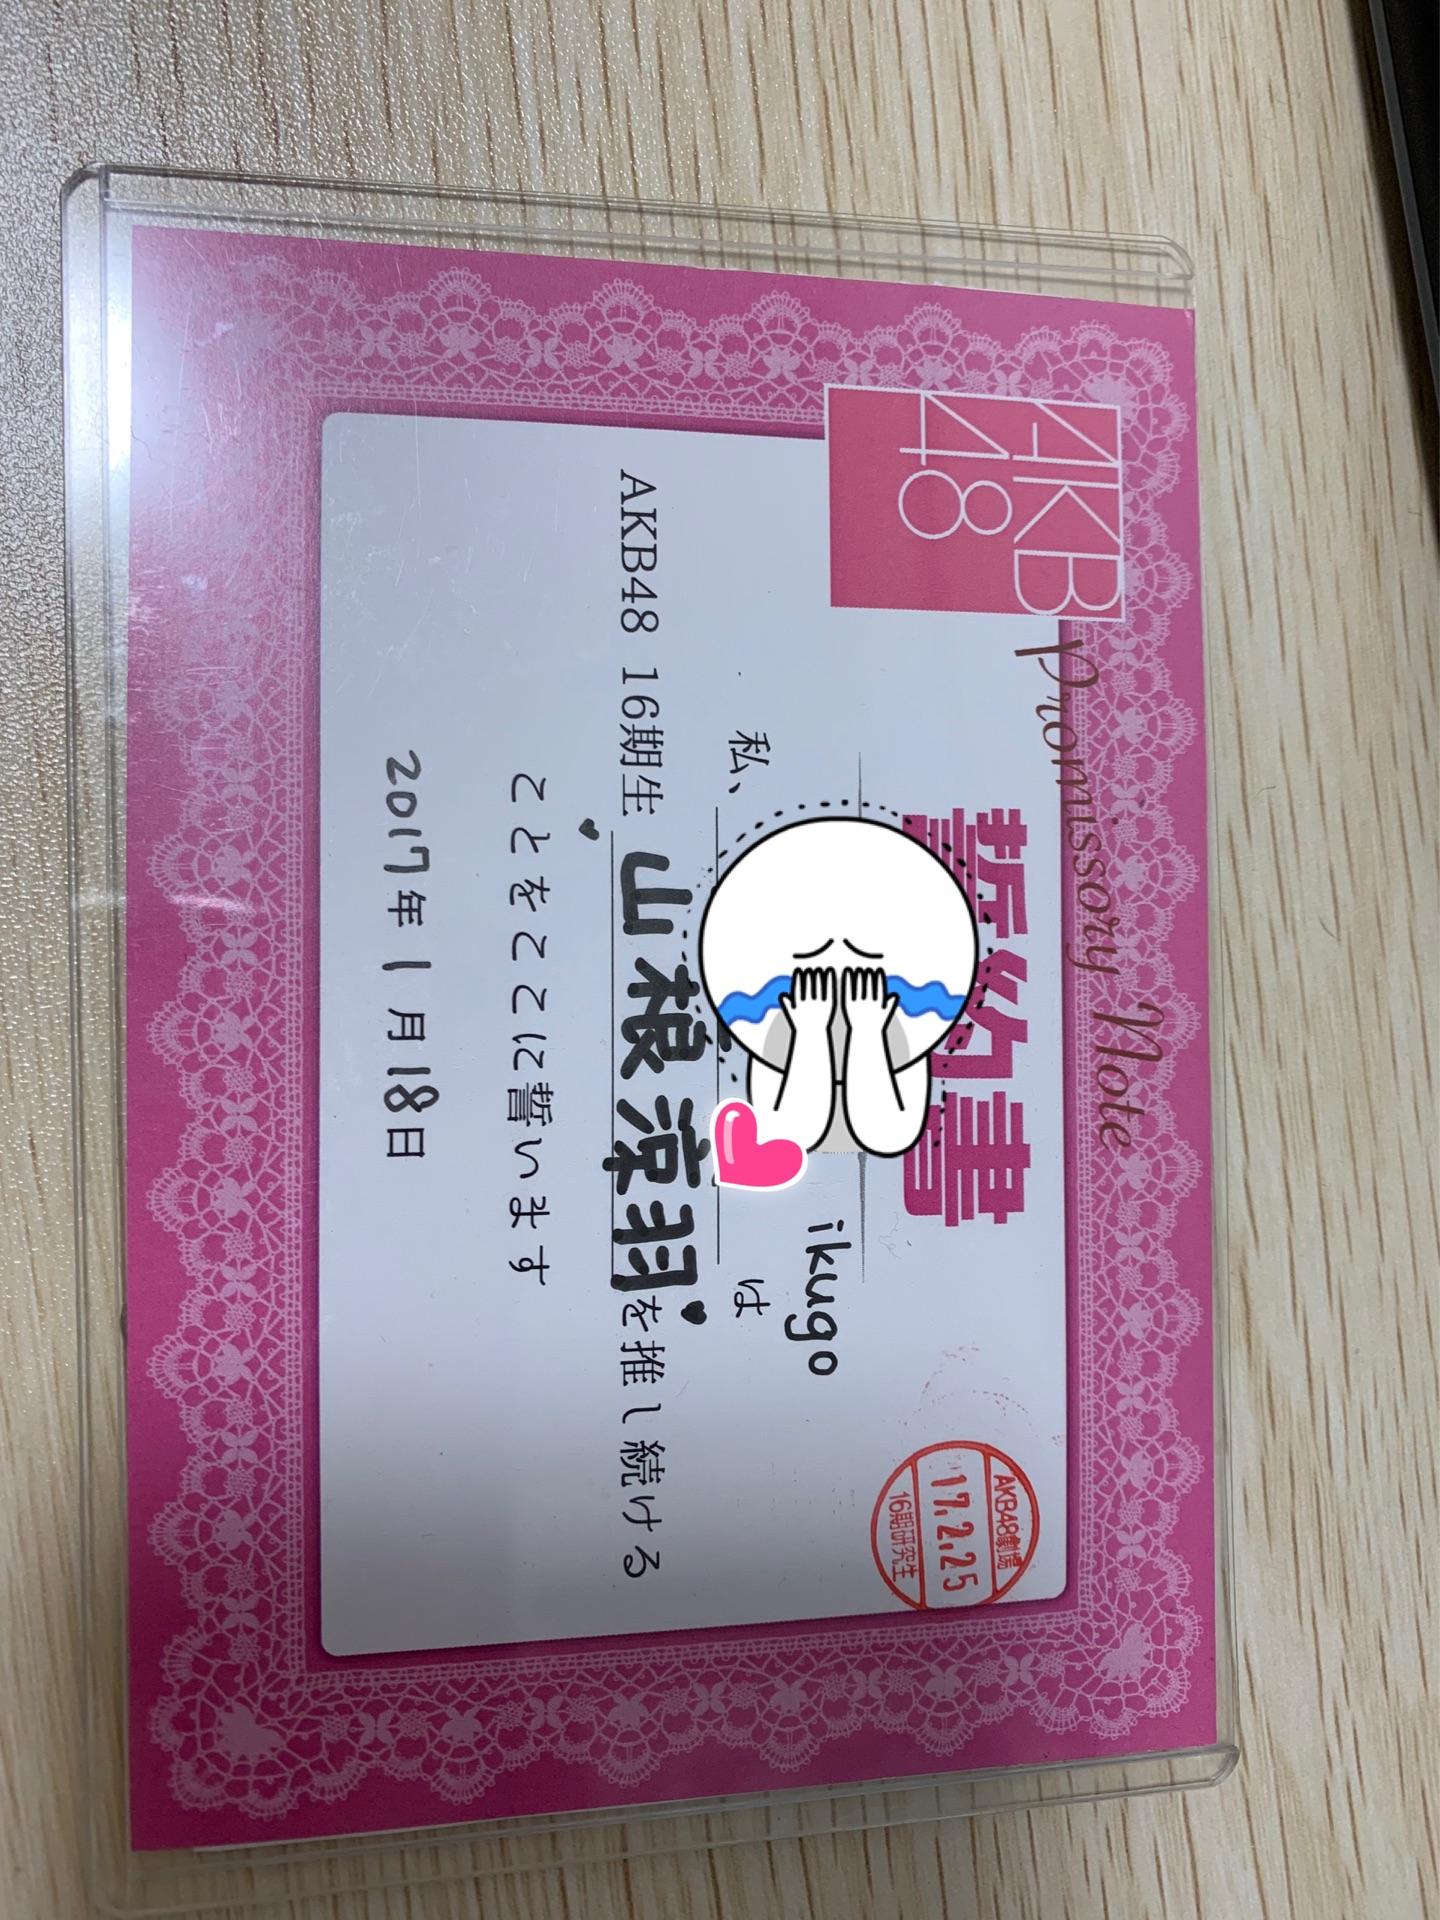 AKB
48
Promissory Note
誓約書
AKB48劇場
17.2.25
16期研究生
ikugo
私、
は
AKB48 16期生 山根涼羽を推し続ける
ことをここに誓います
2017年1月18日